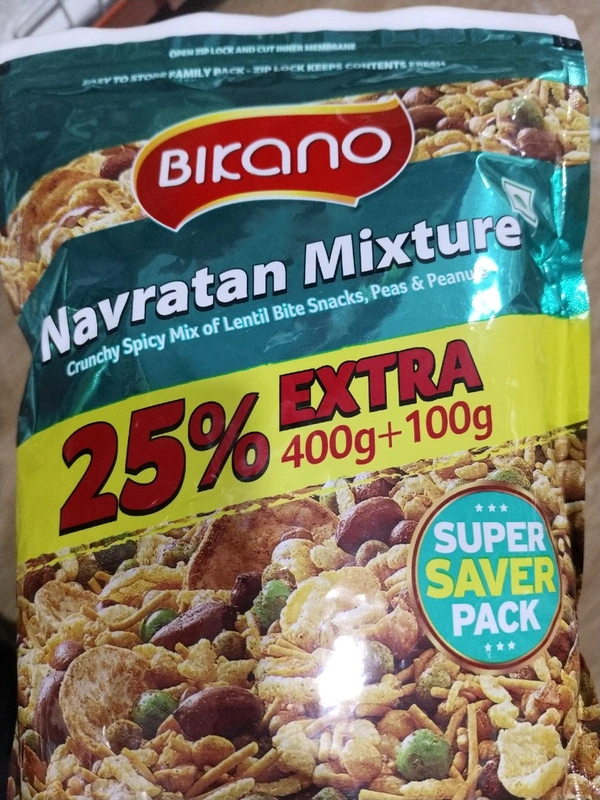 OPEN ZIP LOCK AND CUT INNER MEMBRANE
EASY TO STORE FAMILY PACK - ZIP LOCK KEEPS CONTENTS FRESH
BIKANO
Navratan Mixture
Crunchy Spicy Mix of Lentil Bite Snacks, Peas & Peanuts
25% EXTRA
400g+100g
SUPER
SAVER
PACK